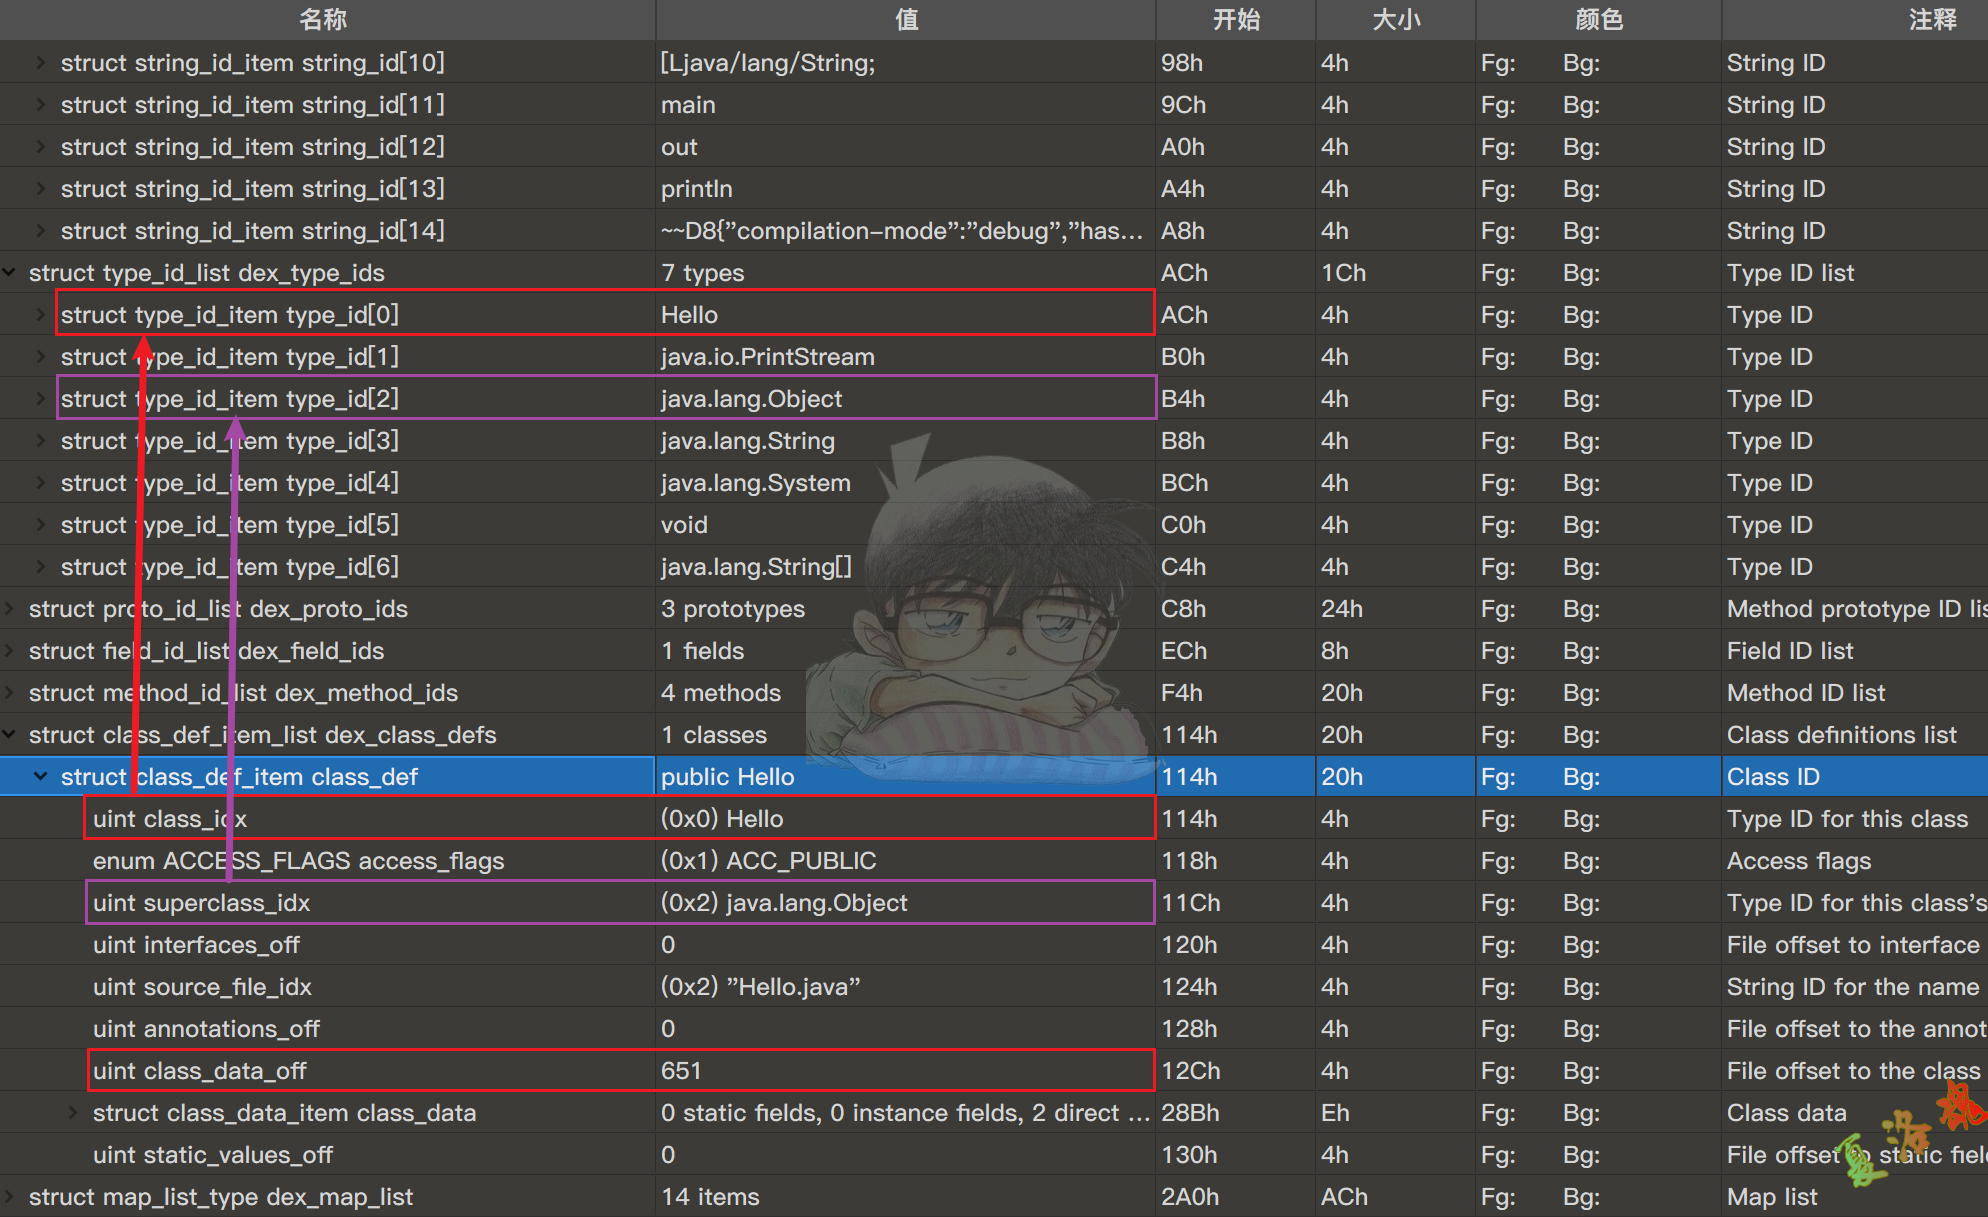 名称 值 开始 大小 颜色 注释
struct string_id_item string_id[10] [Ljava/lang/String; 98h 4h Fg: Bg: String ID
struct string_id_item string_id[11] main 9Ch 4h Fg: Bg: String ID
struct string_id_item string_id[12] out A0h 4h Fg: Bg: String ID
struct string_id_item string_id[13] println A4h 4h Fg: Bg: String ID
struct string_id_item string_id[14] ~~D8{"compilation-mode":"debug","has... A8h 4h Fg: Bg: String ID
struct type_id_list dex_type_ids 7 types ACh 1Ch Fg: Bg: Type ID list
struct type_id_item type_id[0] Hello ACh 4h Fg: Bg: Type ID
struct type_id_item type_id[1] java.io.PrintStream B0h 4h Fg: Bg: Type ID
struct type_id_item type_id[2] java.lang.Object B4h 4h Fg: Bg: Type ID
struct type_id_item type_id[3] java.lang.String B8h 4h Fg: Bg: Type ID
struct type_id_item type_id[4] java.lang.System BCh 4h Fg: Bg: Type ID
struct type_id_item type_id[5] void C0h 4h Fg: Bg: Type ID
struct type_id_item type_id[6] java.lang.String[] C4h 4h Fg: Bg: Type ID
struct proto_id_list dex_proto_ids 3 prototypes C8h 24h Fg: Bg: Method prototype ID lis
struct field_id_list dex_field_ids 1 fields ECh 8h Fg: Bg: Field ID list
struct method_id_list dex_method_ids 4 methods F4h 20h Fg: Bg: Method ID list
struct class_def_item_list dex_class_defs 1 classes 114h 20h Fg: Bg: Class definitions list
struct class_def_item class_def public Hello 114h 20h Fg: Bg: Class ID
uint class_idx (0x0) Hello 114h 4h Fg: Bg: Type ID for this class
enum ACCESS_FLAGS access_flags (0x1) ACC_PUBLIC 118h 4h Fg: Bg: Access flags
uint superclass_idx (0x2) java.lang.Object 11Ch 4h Fg: Bg: Type ID for this class's
uint interfaces_off 0 120h 4h Fg: Bg: File offset to interface
uint source_file_idx (0x2) "Hello.java" 124h 4h Fg: Bg: String ID for the name
uint annotations_off 0 128h 4h Fg: Bg: File offset to the annot
uint class_data_off 651 12Ch 4h Fg: Bg: File offset to the class
struct class_data_item class_data 0 static fields, 0 instance fields, 2 direct ... 28Bh Eh Fg: Bg: Class data
uint static_values_off 0 130h 4h Fg: Bg: File offset to static fiel
struct map_list_type dex_map_list 14 items 2A0h ACh Fg: Bg: Map list